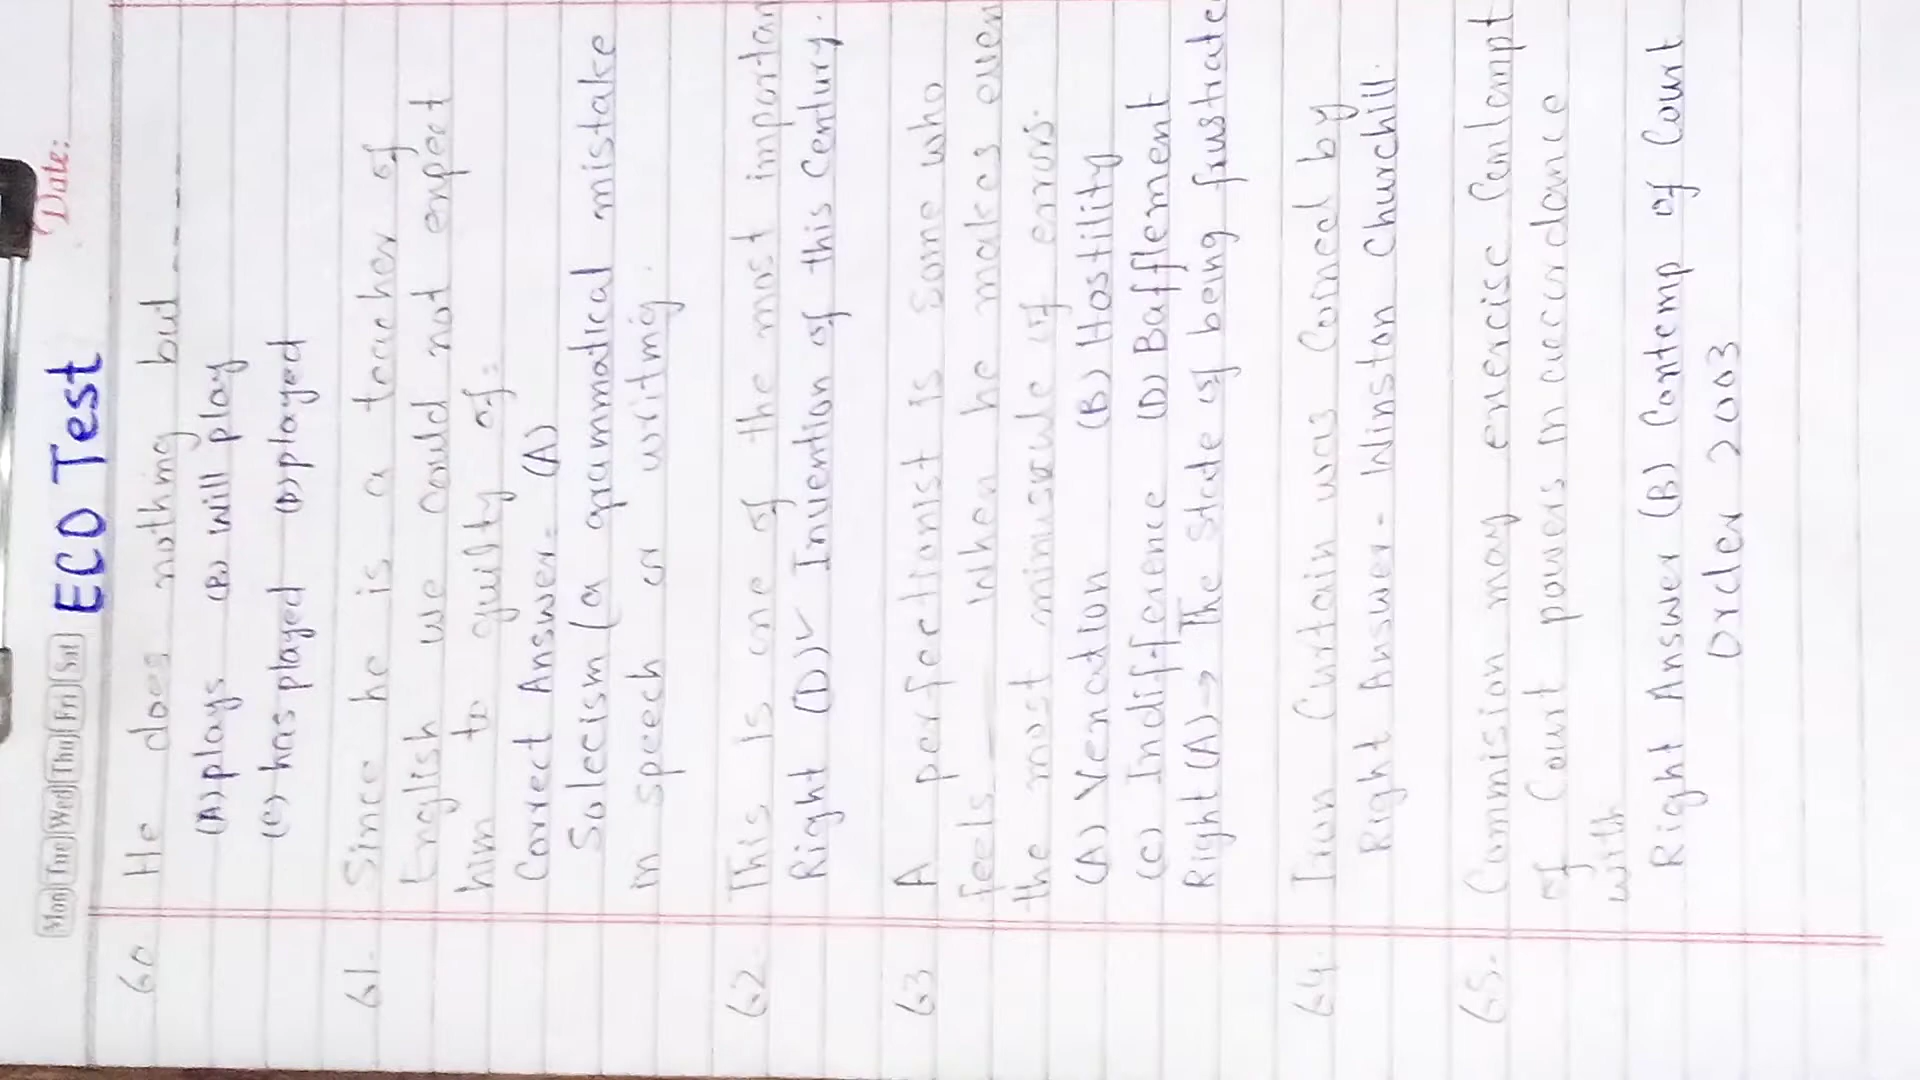 Date:
Mon Tue Wed Thu Fri Sat
ECO Test
60 He does nothing but -----
(A) plays (B) will play
(C) has played (D) played
61. Since he is a teacher of
English we could not expect
him to guilty of:
Correct Answer: (A)
Solecism (a grammatical mistake
in speech or writing.
62. This is one of the most importan
Right (D)✓ Invention of this Century.
63 A perfectionist is some who
feels ____ when he makes even
the most minuscule of errors.
(A) Vexation (B) Hostility
(C) Indifference (D) Bafflement
Right (A) → The state of being frustrate
64. Iron Curtain was Coined by
Right Answer - Winston Churchill.
65. Commision may exercise Contempt
of Court powers in accordance
with
Right Answer (B) Contemp of Court
Order 2003